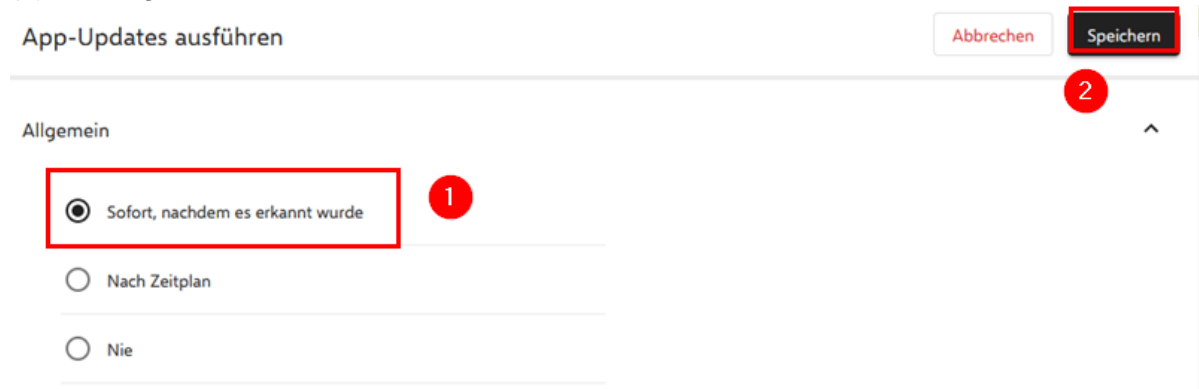 App-Updates ausführen
Abbrechen
Speichern
2
Allgemein
Sofort, nachdem es erkannt wurde
1
Nach Zeitplan
Nie